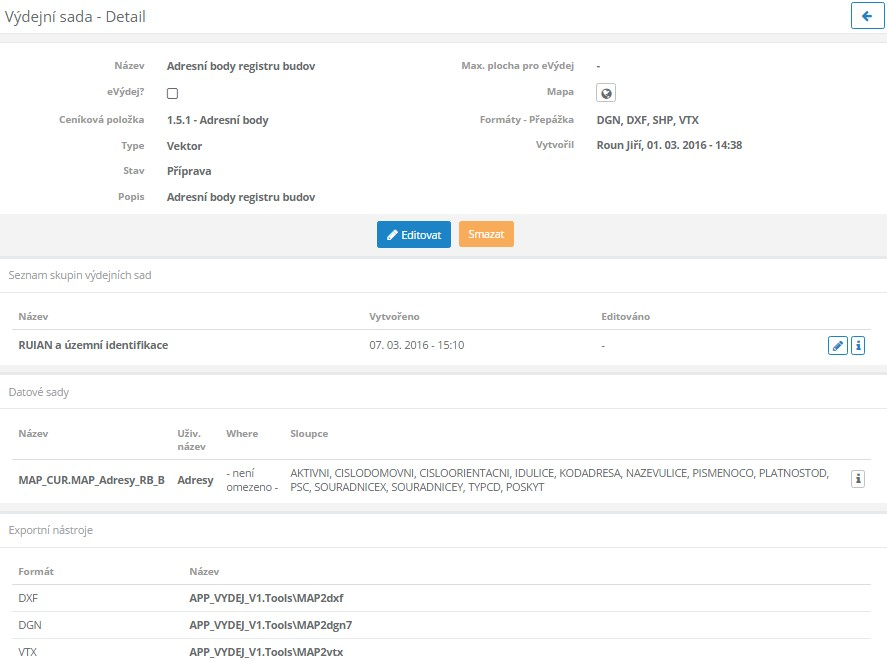 Výdejní sada - Detail
Název Adresní body registru budov Max. plocha pro eVýdej -
eVýdej? Mapa
Ceníková položka 1.5.1 - Adresní body Formáty - Přepážka DGN, DXF, SHP, VTX
Type Vektor Vytvořil Roun Jiří, 01. 03. 2016 - 14:38
Stav Příprava
Popis Adresní body registru budov
Editovat Smazat
Seznam skupin výdejních sad
Název Vytvořeno Editováno
RUIAN a územní identifikace 07. 03. 2016 - 15:10 -
Datové sady
Název Uživ. název Where Sloupce
MAP_CUR.MAP_Adresy_RB_B Adresy - není omezeno - AKTIVNI, CISLODOMOVNI, CISLOORIENTACNI, IDULICE, KODADRESA, NAZEVULICE, PISMENOCO, PLATNOSTOD,
PSC, SOURADNICEX, SOURADNICEY, TYPCD, POSKYT
Exportní nástroje
Formát Název
DXF APP_VYDEJ_V1.Tools\MAP2dxf
DGN APP_VYDEJ_V1.Tools\MAP2dgn7
VTX APP_VYDEJ_V1.Tools\MAP2vtx